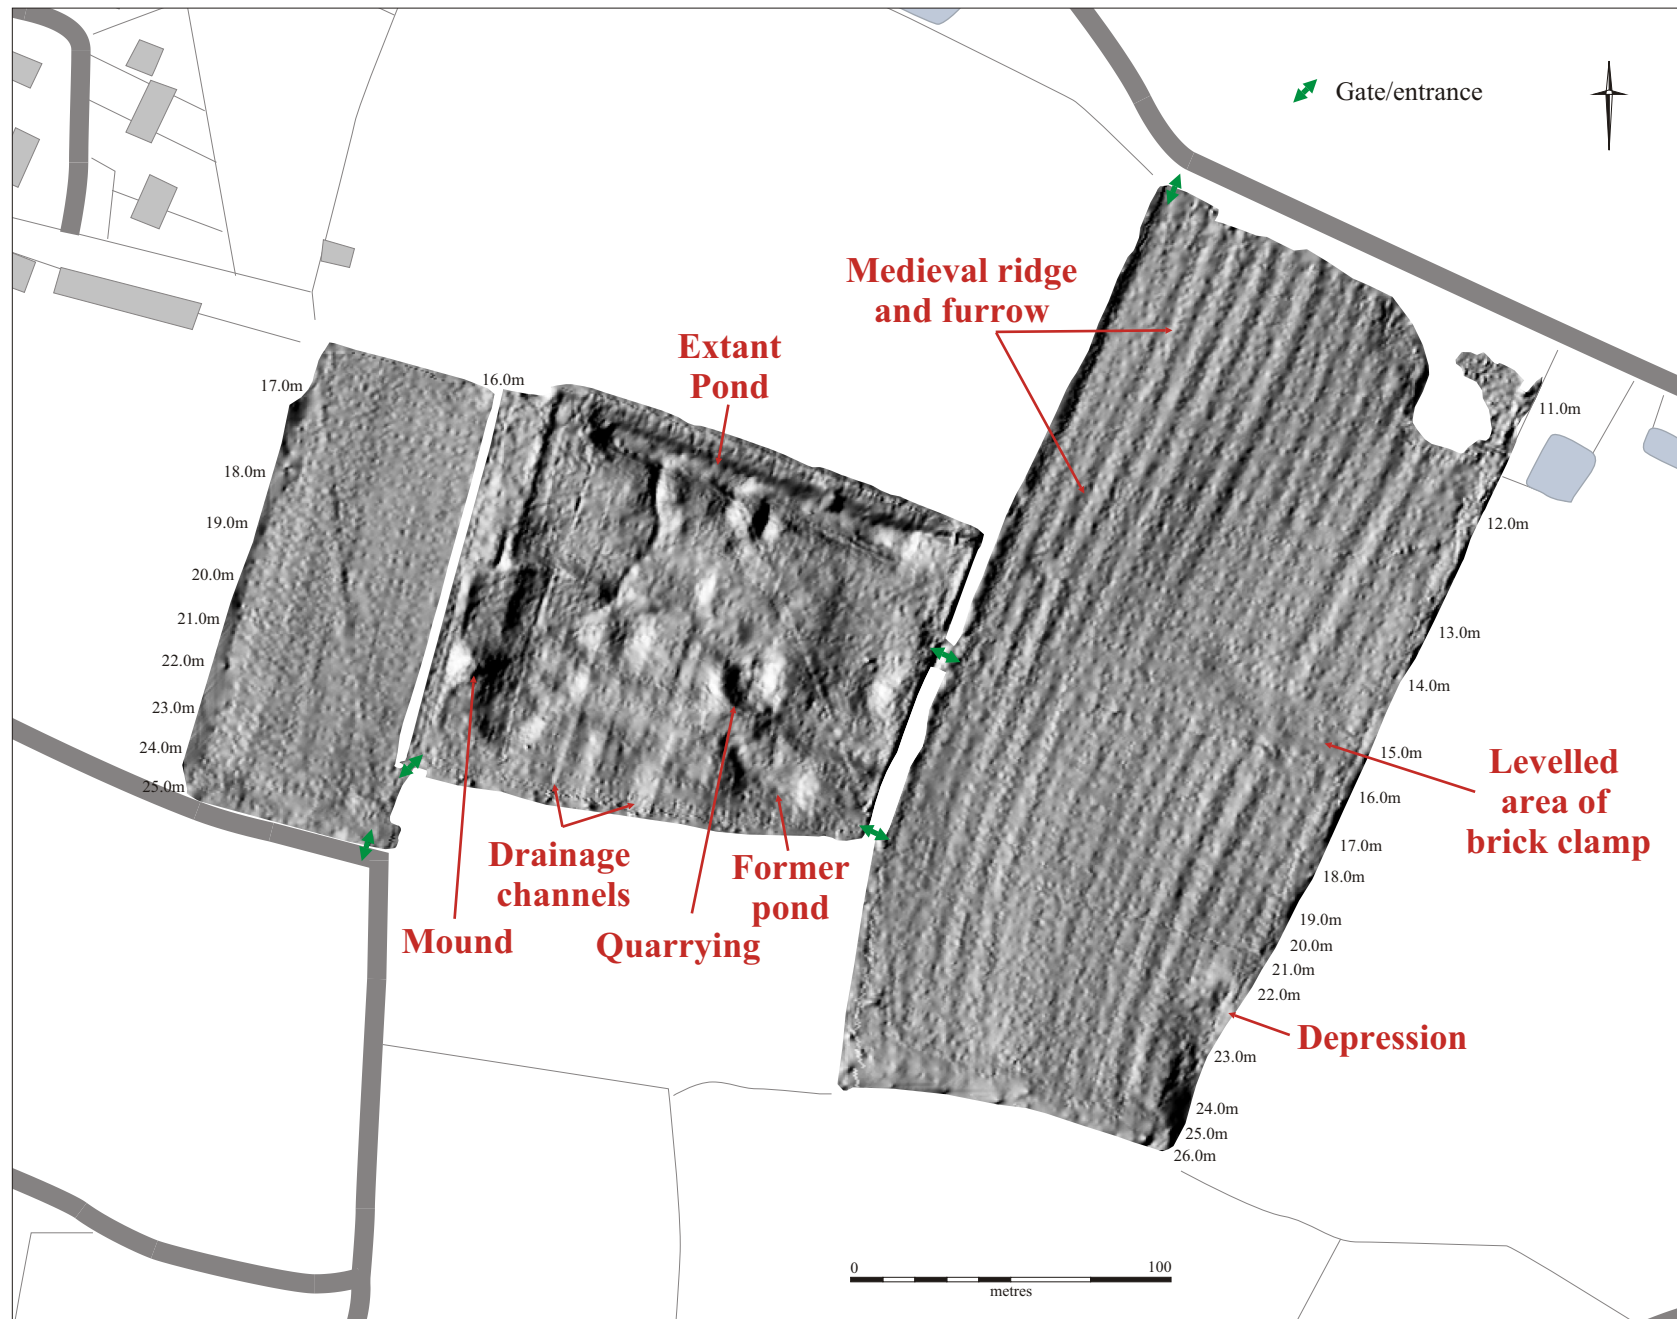 Gate/entrance
Medieval ridge
and furrow
Extant
Pond
17.0m
16.0m
18.0m
19.0m
20.0m
21.0m
22.0m
23.0m
24.0m
25.0m
11.0m
12.0m
13.0m
14.0m
15.0m
16.0m
17.0m
18.0m
19.0m
20.0m
21.0m
22.0m
23.0m
24.0m
25.0m
26.0m
Levelled
area of
brick clamp
Depression
Drainage
channels
Former
pond
Mound
Quarrying
0
100
metres